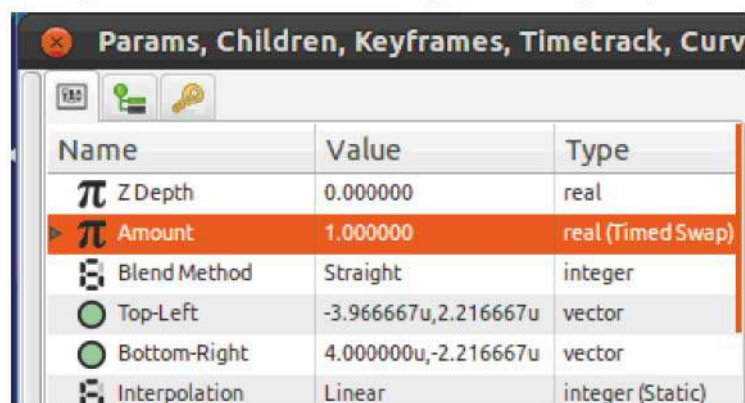 Params, Children, Keyframes, Timetrack, Curv
Name Value Type
π Z Depth 0.000000 real
π Amount 1.000000 real (Timed Swap)
Blend Method Straight integer
Top-Left -3.966667u,2.216667u vector
Bottom-Right 4.000000u,-2.216667u vector
Interpolation Linear integer (Static)